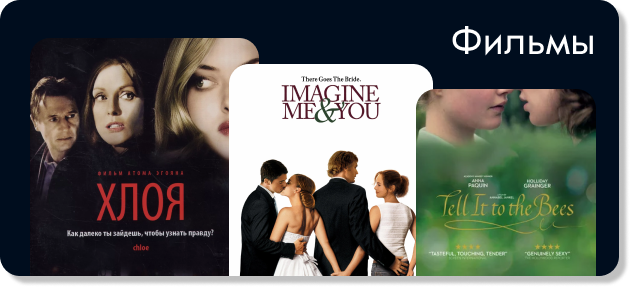 Фильмы
ФИЛЬМ АТОМА ЭГОЯНА
ХЛОЯ
Как далеко ты зайдешь, чтобы узнать правду?
chloe
There Goes The Bride.
IMAGINE
ME & YOU
ANNA
PAQUIN
HOLLIDAY
GRAINGER
Tell It to the Bees
"TASTEFUL, TOUCHING, TENDER"
"GENUINELY SEXY"